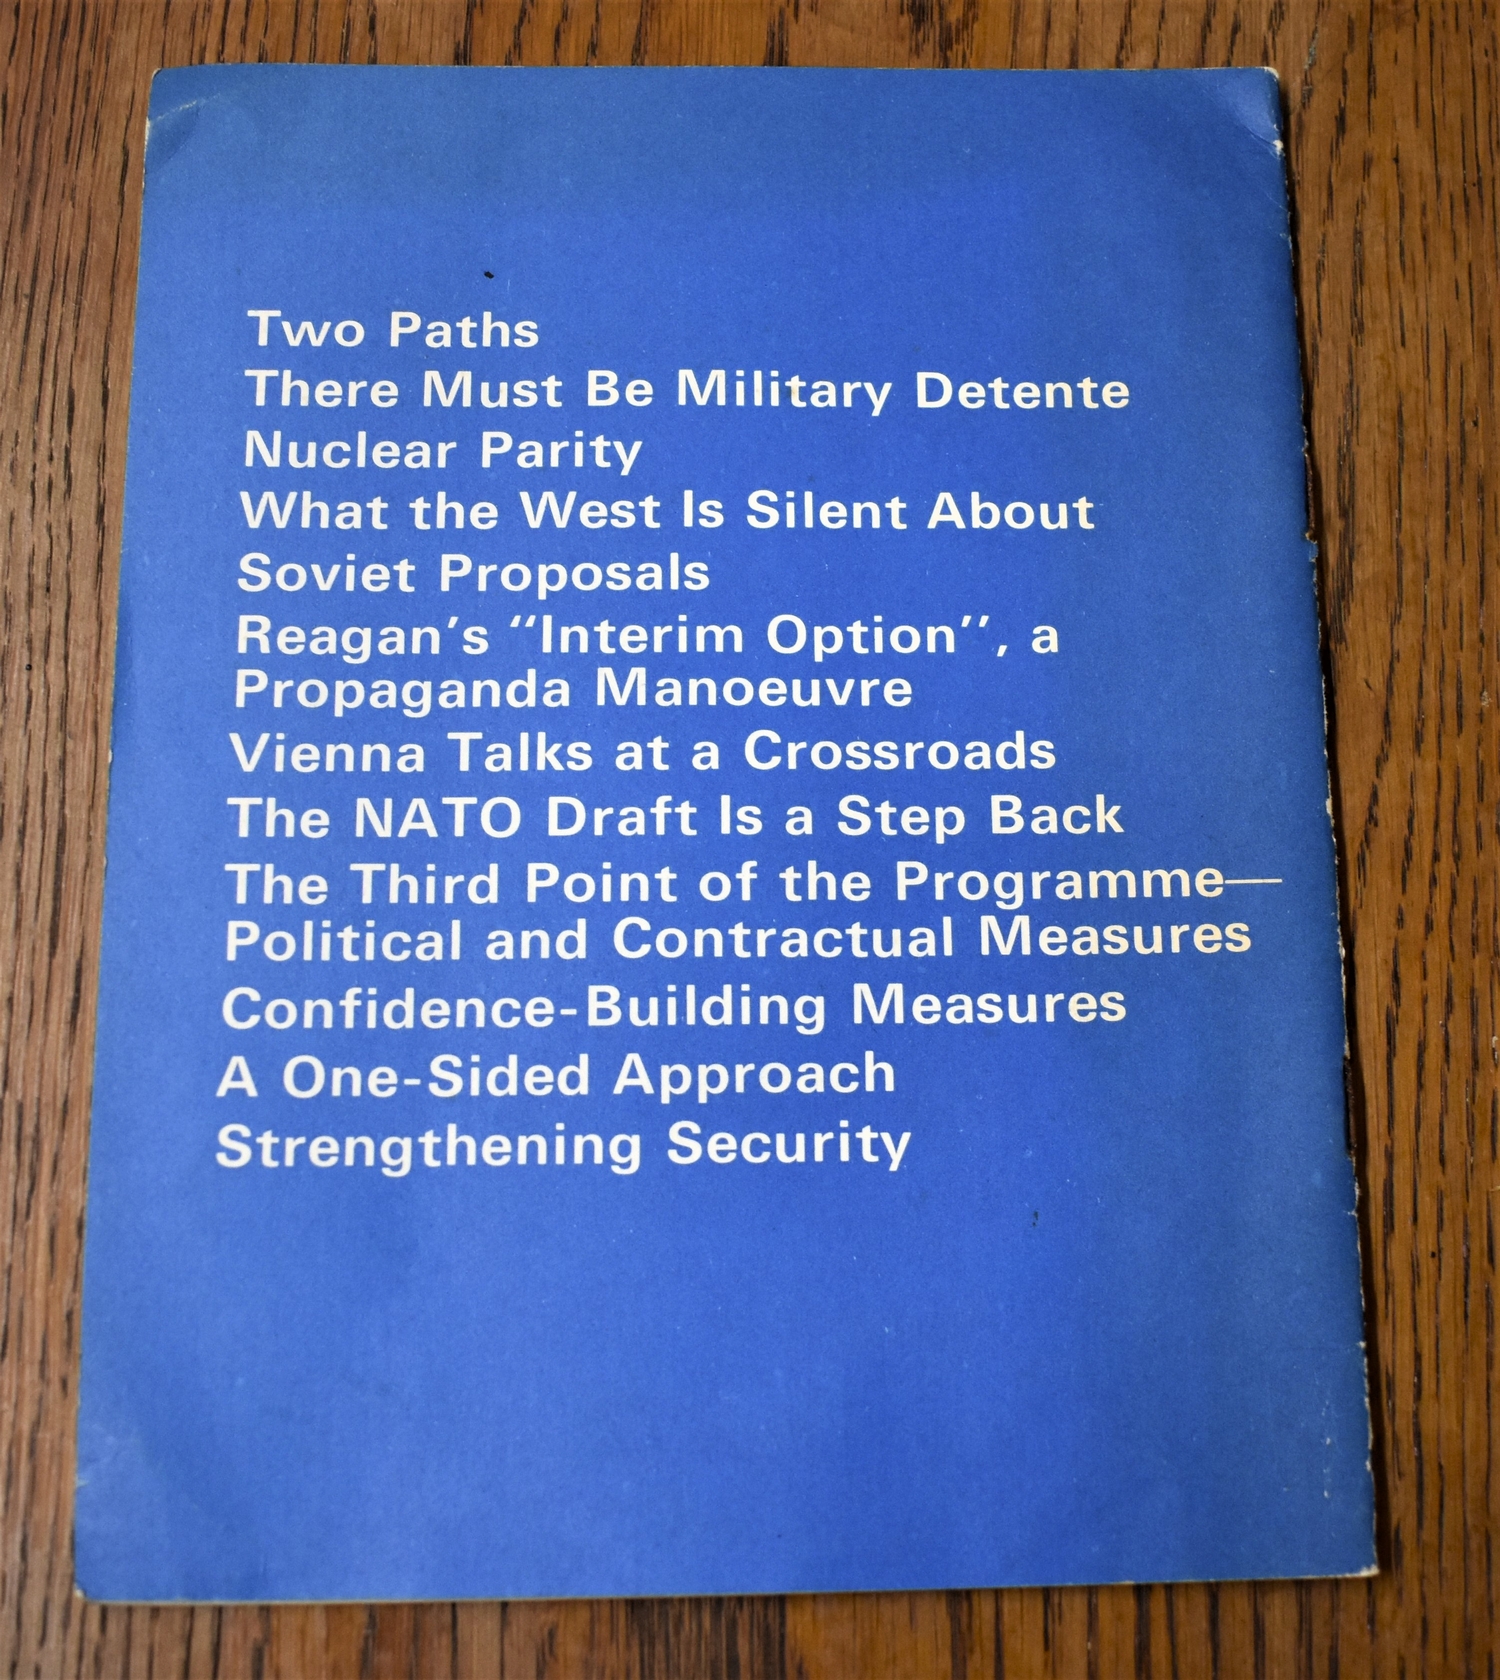 Two Paths
There Must Be Military Detente
Nuclear Parity
What the West Is Silent About
Soviet Proposals
Reagan's “Interim Option”, a
Propaganda Manoeuvre
Vienna Talks at a Crossroads
The NATO Draft Is a Step Back
The Third Point of the Programme—
Political and Contractual Measures
Confidence-Building Measures
A One-Sided Approach
Strengthening Security